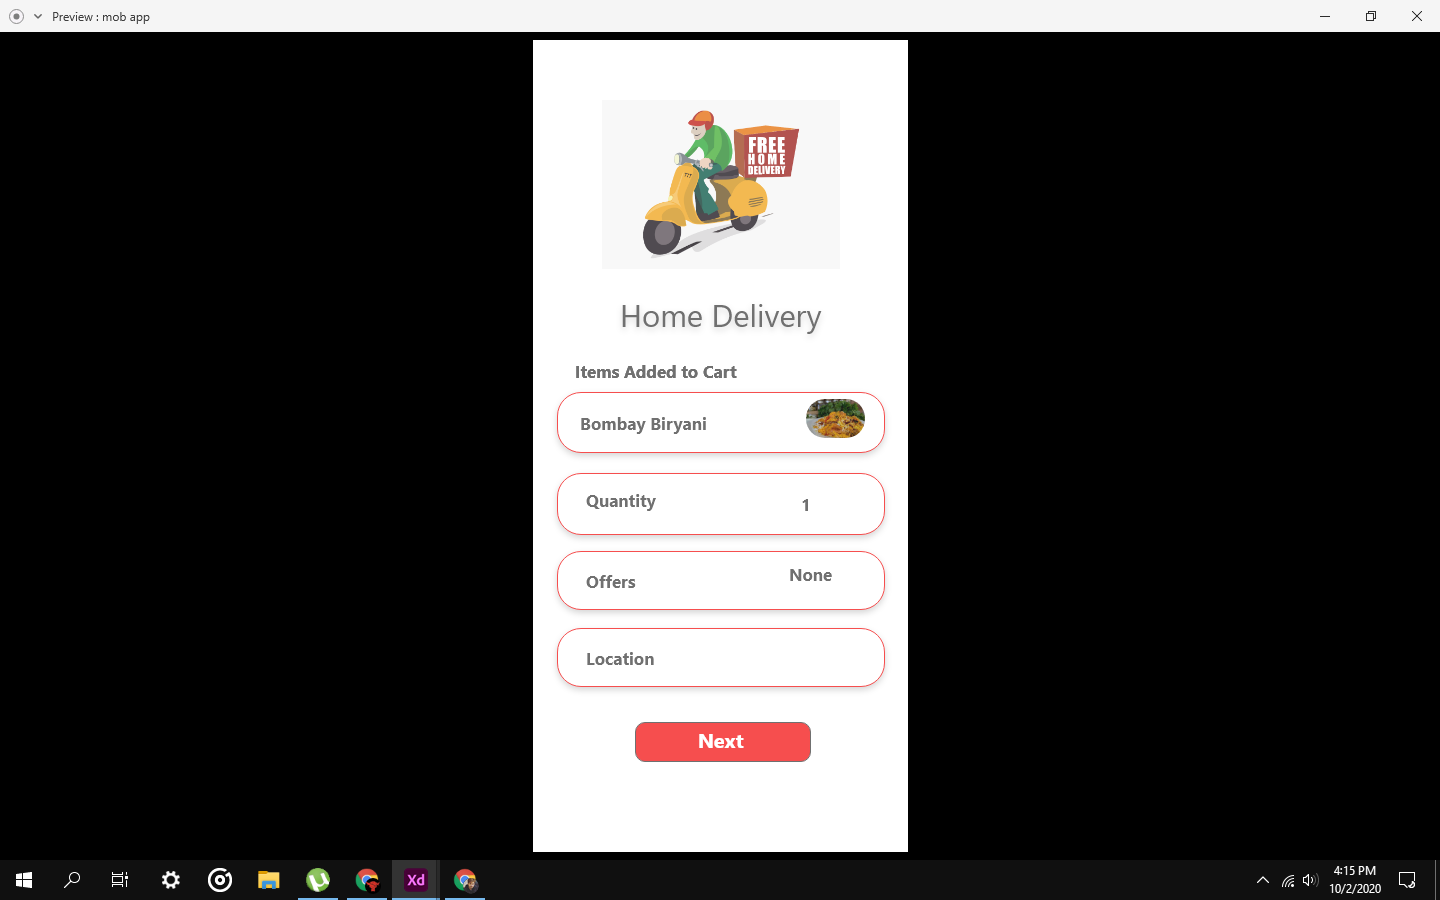 Preview : mob app
FREE
HOME
DELIVERY
Home Delivery
Items Added to Cart
Bombay Biryani
Quantity
1
Offers
None
Location
Next
Xd
4:15 PM
10/2/2020